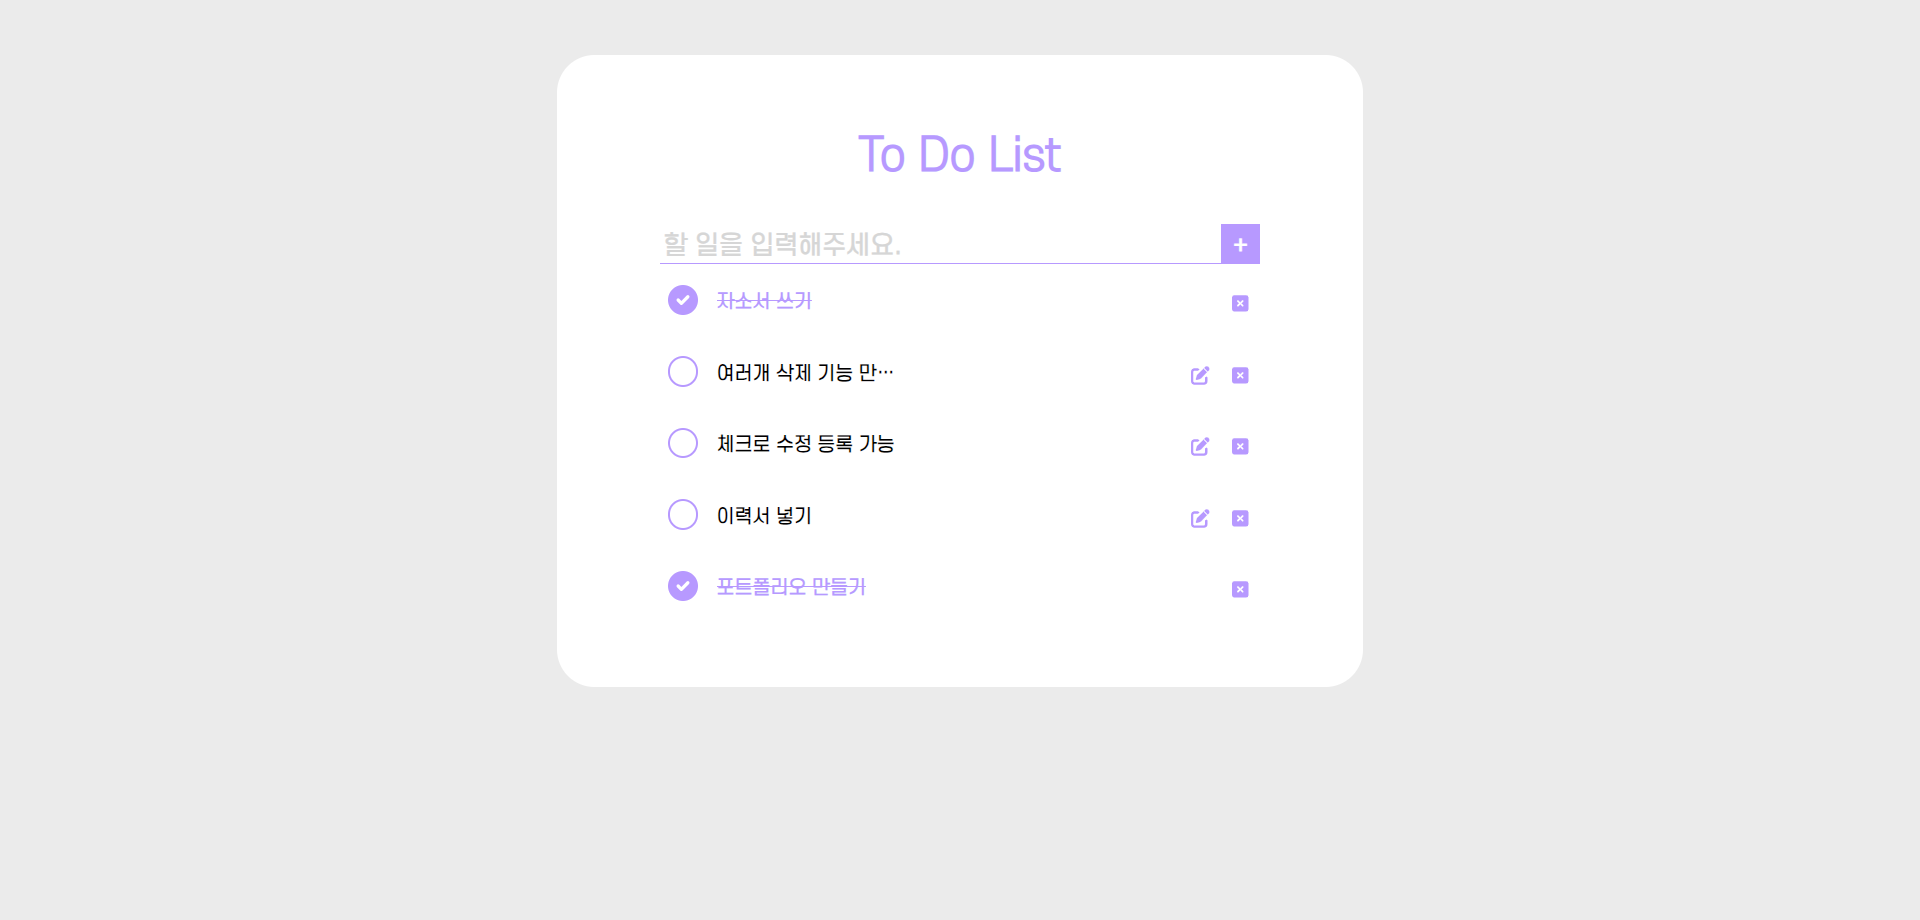 To Do List
할 일을 입력해주세요.
자소서 쓰기
여러개 삭제 기능 만…
체크로 수정 등록 가능
이력서 넣기
포트폴리오 만들기